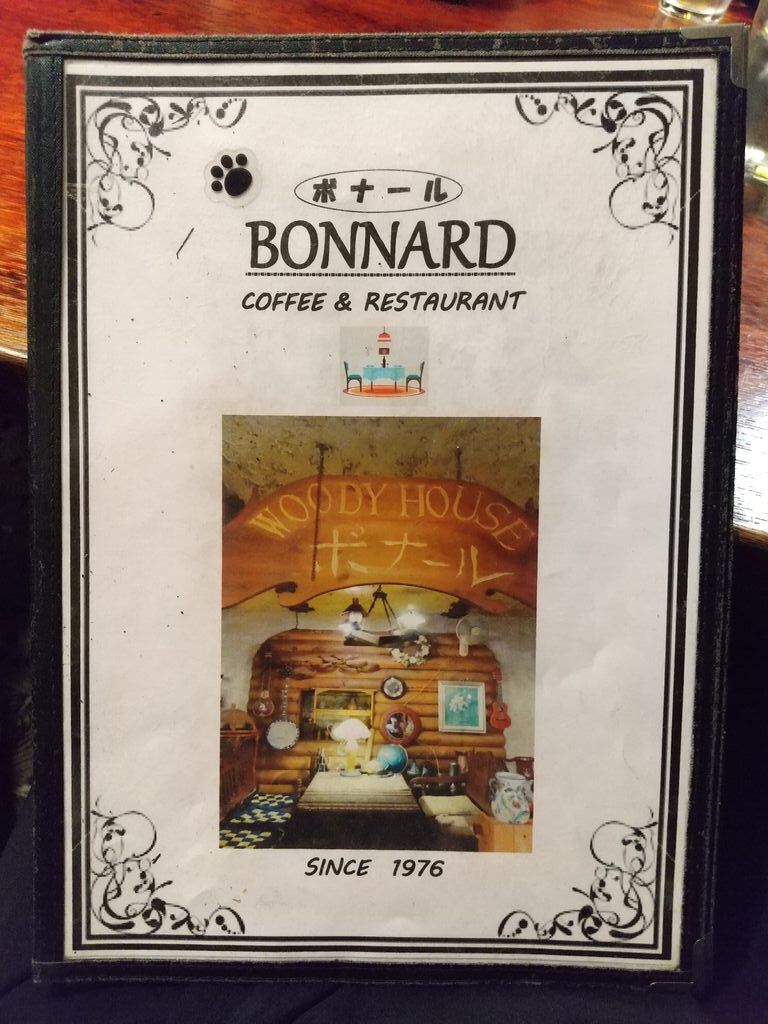 ボナール
BONNARD
COFFEE & RESTAURANT
WOODY HOUSE
ボナール
SINCE 1976